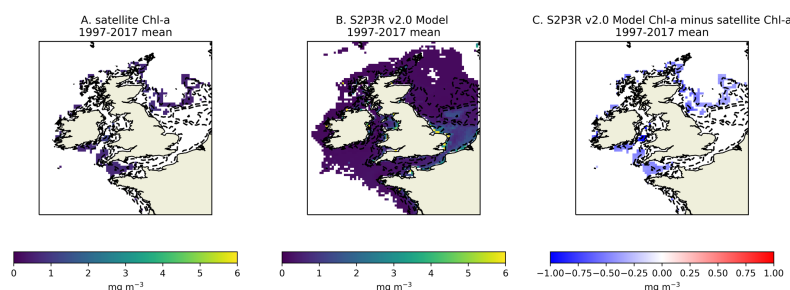 A. satellite Chl-a
1997-2017 mean
B. S2P3R v2.0 Model
1997-2017 mean
C. S2P3R v2.0 Model Chl-a minus satellite Chl-a
1997-2017 mean
0 1 2 3 4 5 6
mg m⁻³
0 1 2 3 4 5 6
mg m⁻³
−1.00−0.75−0.50−0.25 0.00 0.25 0.50 0.75 1.00
mg m⁻³